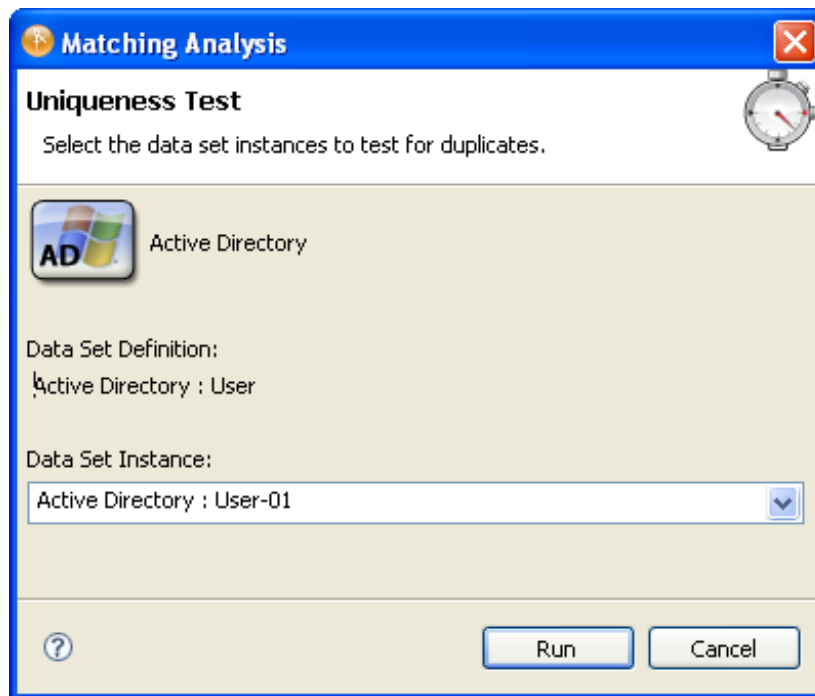 Matching Analysis
Uniqueness Test
Select the data set instances to test for duplicates.
AD
Active Directory
Data Set Definition:
Active Directory : User
Data Set Instance:
Active Directory : User-01
?
Run
Cancel